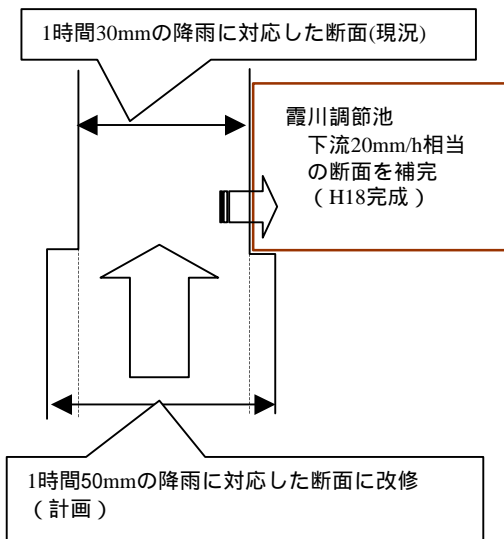 1時間30mmの降雨に対応した断面(現況)
霞川調節池
下流20mm/h相当
の断面を補完
（H18完成）
1時間50mmの降雨に対応した断面に改修
（計画）